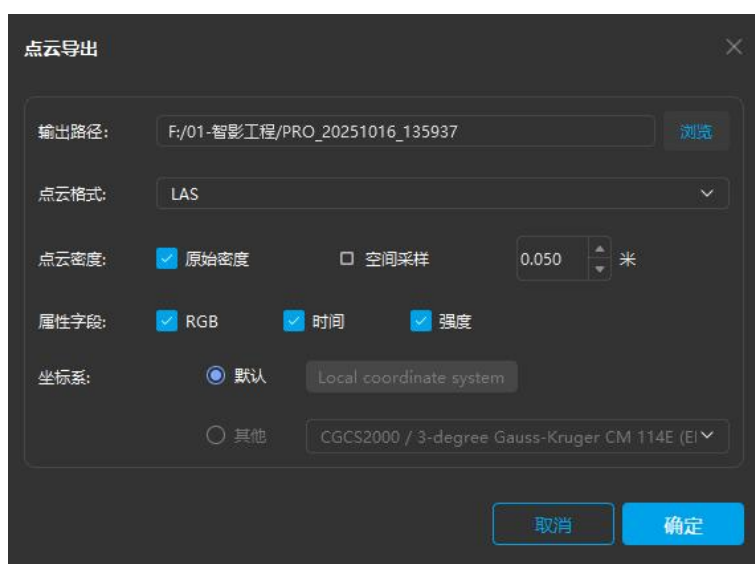 点云导出
输出路径: F:/01-智影工程/PRO_20251016_135937 浏览
点云格式: LAS
点云密度: 原始密度 空间采样 0.050 米
属性字段: RGB 时间 强度
坐标系: 默认 Local coordinate system
其他 CGCS2000 / 3-degree Gauss-Kruger CM 114E (E
取消 确定